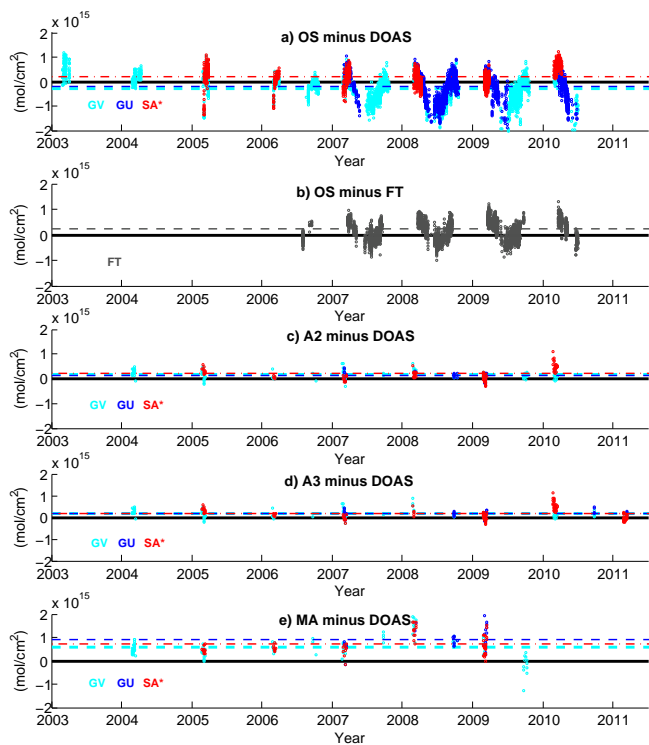 x 10^15
a) OS minus DOAS
2
1
0
−1
−2
(mol/cm²)
GV GU SA*
2003 2004 2005 2006 2007 2008 2009 2010 2011
Year
x 10^15
b) OS minus FT
2
1
0
−1
−2
(mol/cm²)
FT
2003 2004 2005 2006 2007 2008 2009 2010 2011
Year
x 10^15
c) A2 minus DOAS
2
1
0
−1
−2
(mol/cm²)
GV GU SA*
2003 2004 2005 2006 2007 2008 2009 2010 2011
Year
x 10^15
d) A3 minus DOAS
2
1
0
−1
−2
(mol/cm²)
GV GU SA*
2003 2004 2005 2006 2007 2008 2009 2010 2011
Year
x 10^15
e) MA minus DOAS
2
1
0
−1
−2
(mol/cm²)
GV GU SA*
2003 2004 2005 2006 2007 2008 2009 2010 2011
Year